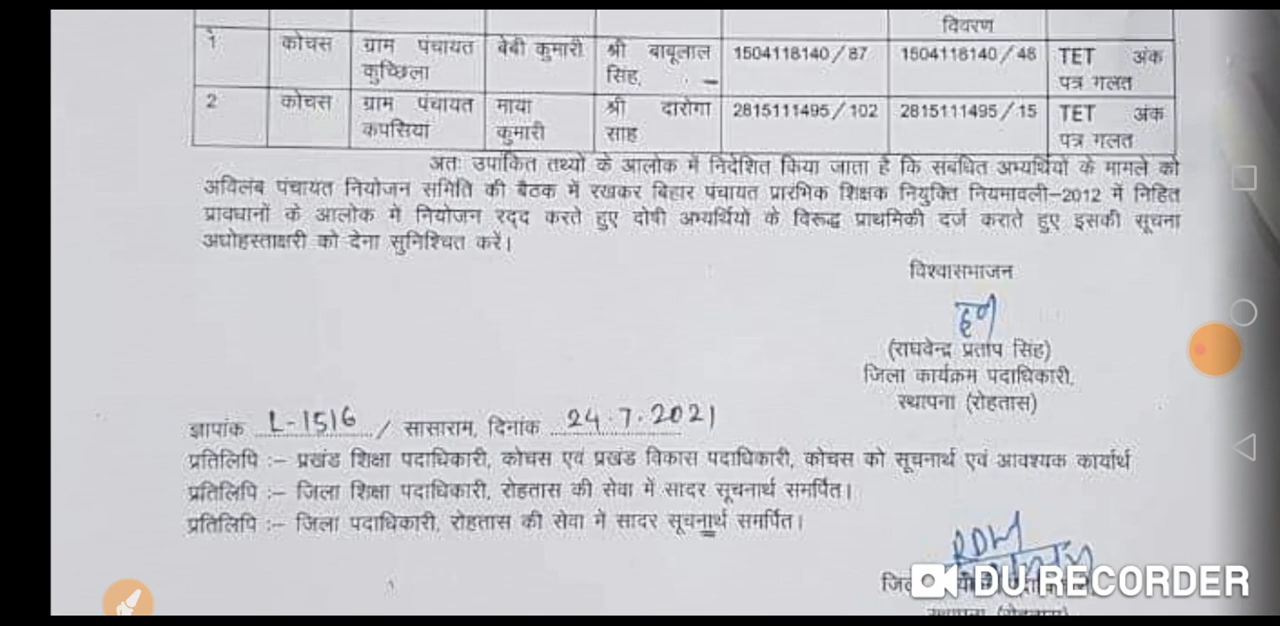 विवरण
1 कोचस ग्राम पंचायत बेबी कुमारी श्री बाबूलाल 1504118140/87 1504118140/48 TET अंक
कुच्छिला सिंह, पत्र गलत
2 कोचस ग्राम पंचायत माया श्री दारोगा 2815111495/102 2815111495/15 TET अंक
कपसिया कुमारी साह पत्र गलत
अतः उपांकित तथ्यों के आलोक में निदेशित किया जाता है कि संबंधित अभ्यर्थियों के मामले को
अविलंब पंचायत नियोजन समिति की बैठक में रखकर बिहार पंचायत प्रारंभिक शिक्षक नियुक्ति नियमावली–2012 में निहित
प्रावधानों के आलोक में नियोजन रद्द करते हुए दोषी अभ्यर्थियों के विरूद्ध प्राथमिकी दर्ज कराते हुए इसकी सूचना
अधोहस्ताक्षरी को देना सुनिश्चित करें।
विश्वासभाजन
(राघवेन्द्र प्रताप सिंह)
जिला कार्यक्रम पदाधिकारी,
स्थापना (रोहतास)
ज्ञापांक L-1516 / सासाराम, दिनांक 24.7.2021
प्रतिलिपि :– प्रखंड शिक्षा पदाधिकारी, कोचस एवं प्रखंड विकास पदाधिकारी, कोचस को सूचनार्थ एवं आवश्यक कार्यार्थ
प्रतिलिपि :– जिला शिक्षा पदाधिकारी, रोहतास की सेवा में सादर सूचनार्थ समर्पित।
प्रतिलिपि :– जिला पदाधिकारी, रोहतास की सेवा में सादर सूचनार्थ समर्पित।
DU RECORDER
स्थापना (रोहतास)